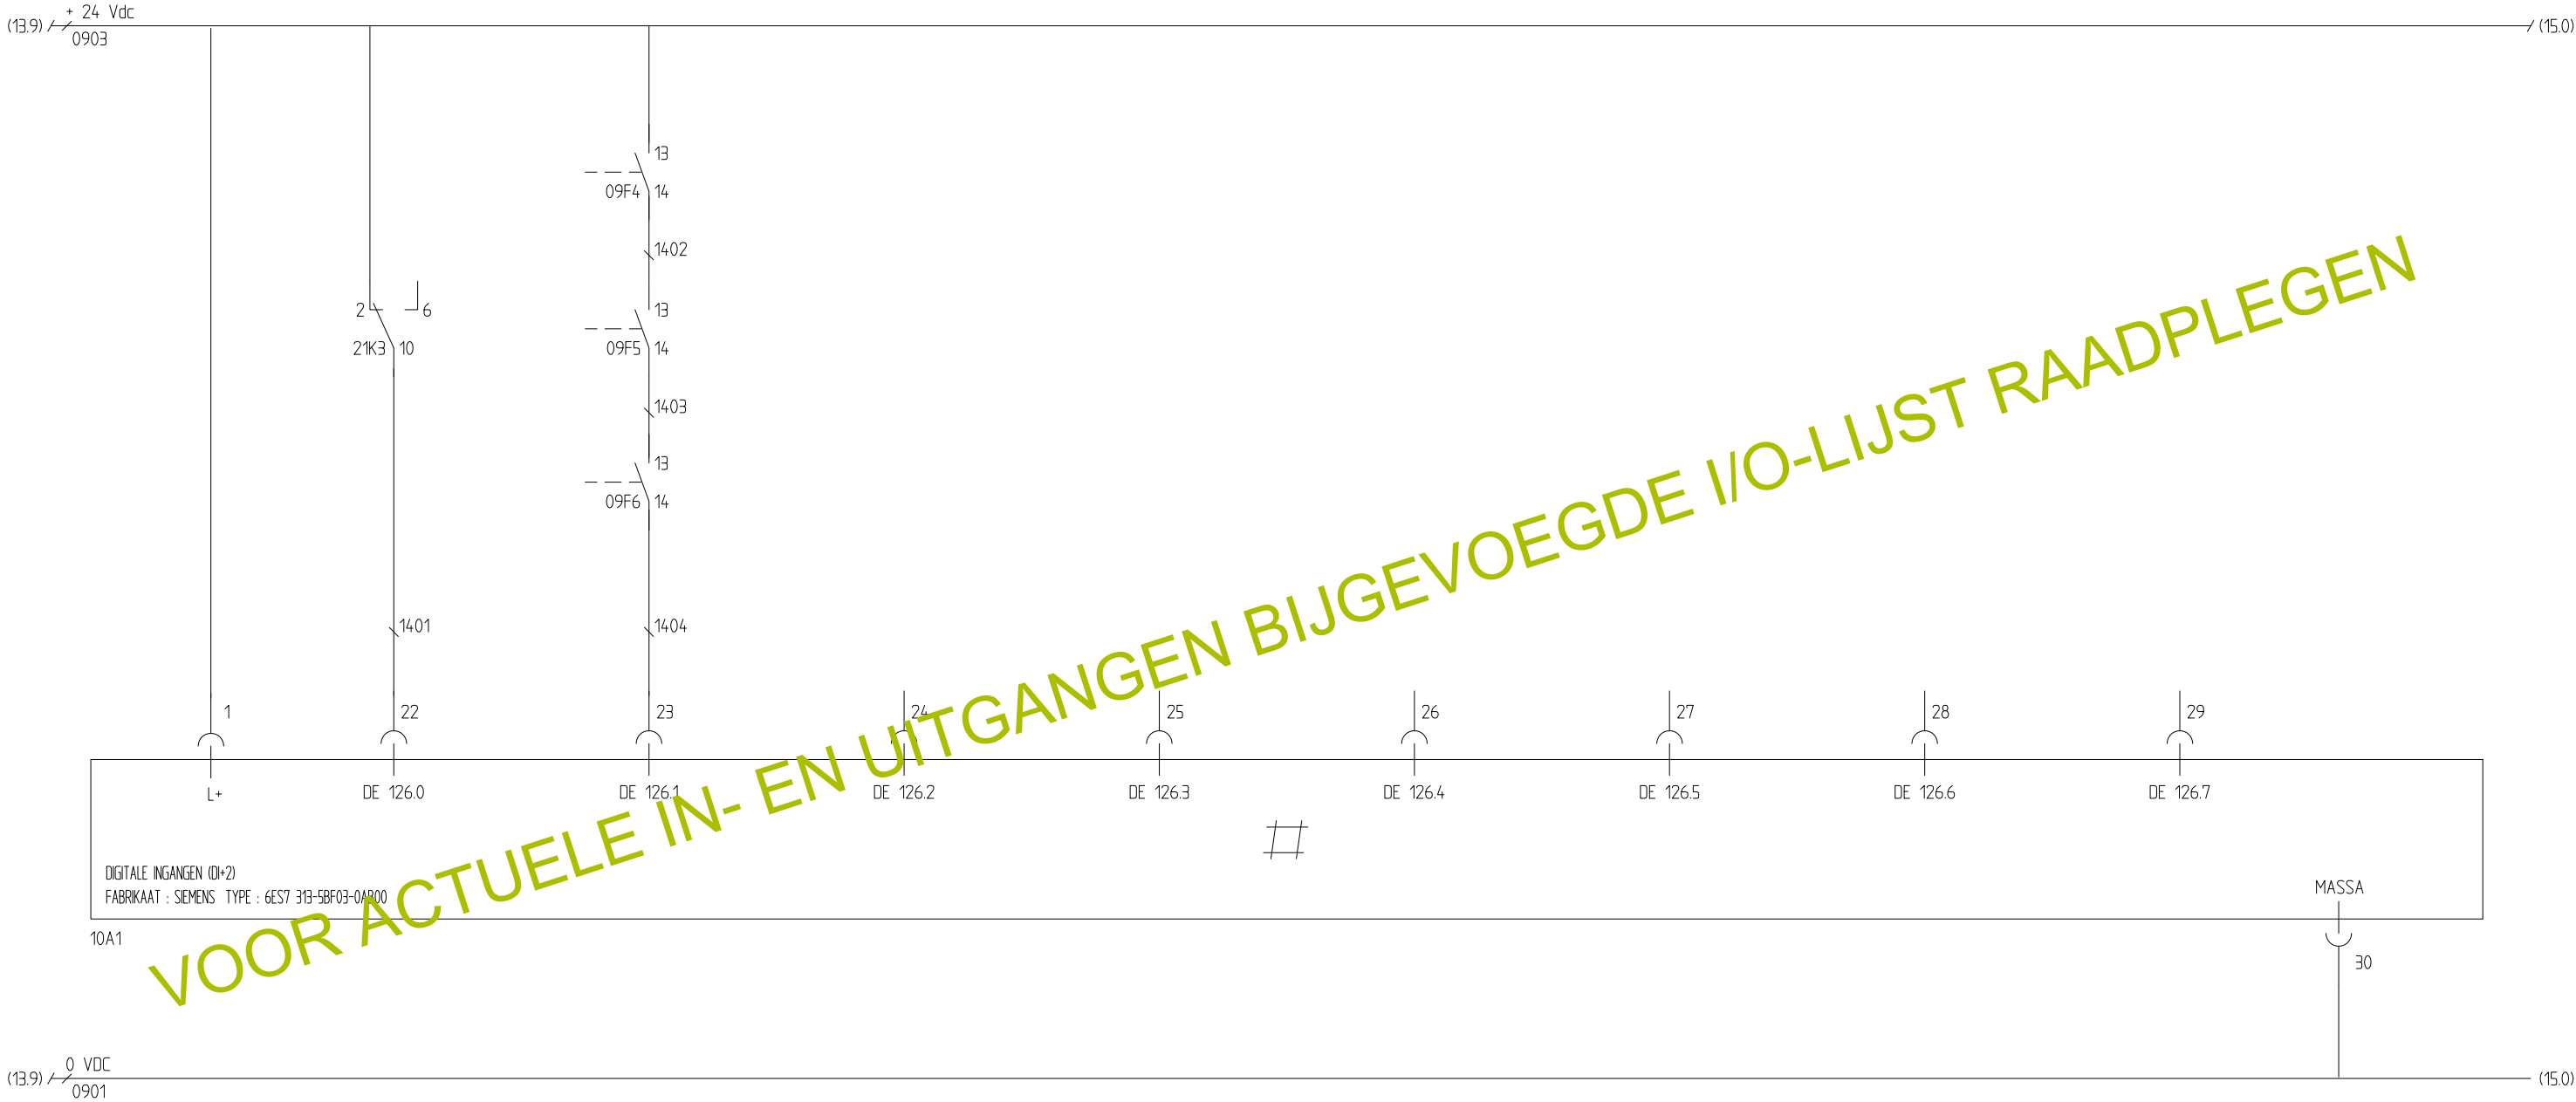 + 24 Vdc
(13.9) (15.0)
0903
13
09F4 14
1402
2 6 13
21K3 10 09F5 14
1403
13
09F6 14
1401 1404
1 22 23 24 25 26 27 28 29
L+ DE 126.0 DE 126.1 DE 126.2 DE 126.3 DE 126.4 DE 126.5 DE 126.6 DE 126.7
DIGITALE INGANGEN (DI+2)
FABRIKAAT : SIEMENS TYPE : 6ES7 313-5BF03-0AB00
MASSA
10A1
30
VOOR ACTUELE IN- EN UITGANGEN BIJGEVOEGDE I/O-LIJST RAADPLEGEN
0 VDC
(13.9) (15.0)
0901